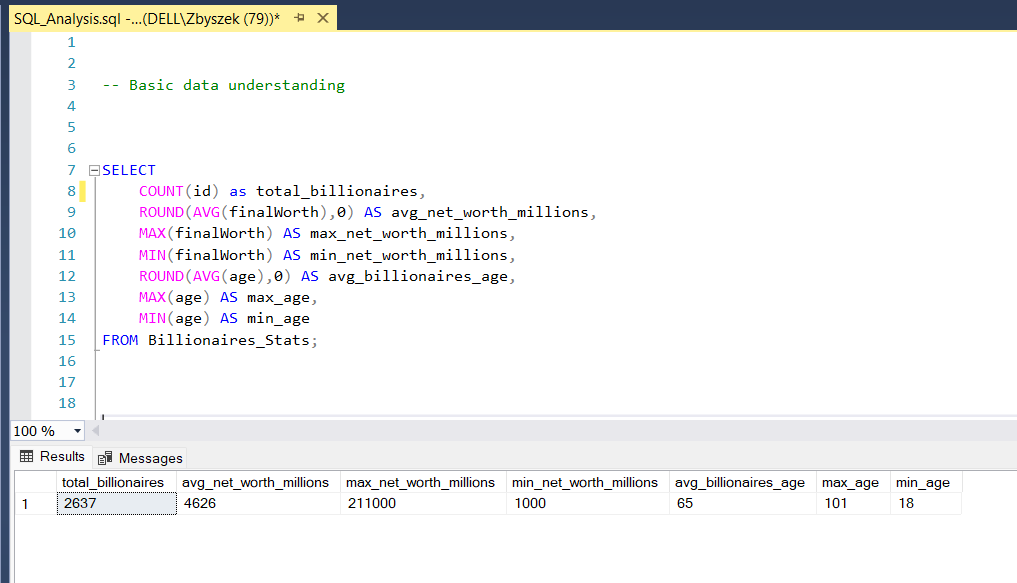 SQL_Analysis.sql -...(DELL\Zbyszek (79))*
1
2
3 -- Basic data understanding
4
5
6
7 SELECT
8 COUNT(id) as total_billionaires,
9 ROUND(AVG(finalWorth),0) AS avg_net_worth_millions,
10 MAX(finalWorth) AS max_net_worth_millions,
11 MIN(finalWorth) AS min_net_worth_millions,
12 ROUND(AVG(age),0) AS avg_billionaires_age,
13 MAX(age) AS max_age,
14 MIN(age) AS min_age
15 FROM Billionaires_Stats;
16
17
18
100 %
Results Messages
total_billionaires avg_net_worth_millions max_net_worth_millions min_net_worth_millions avg_billionaires_age max_age min_age
1 2637 4626 211000 1000 65 101 18